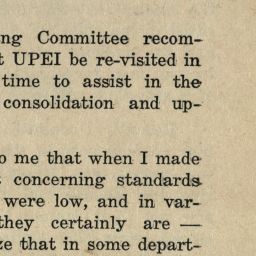 ng Committee recom-
t UPEI be re-visited in
time to assist in the
consolidation and up-
o me that when I made
concerning standards
were low, and in var-
they certainly are —
ze that in some depart-